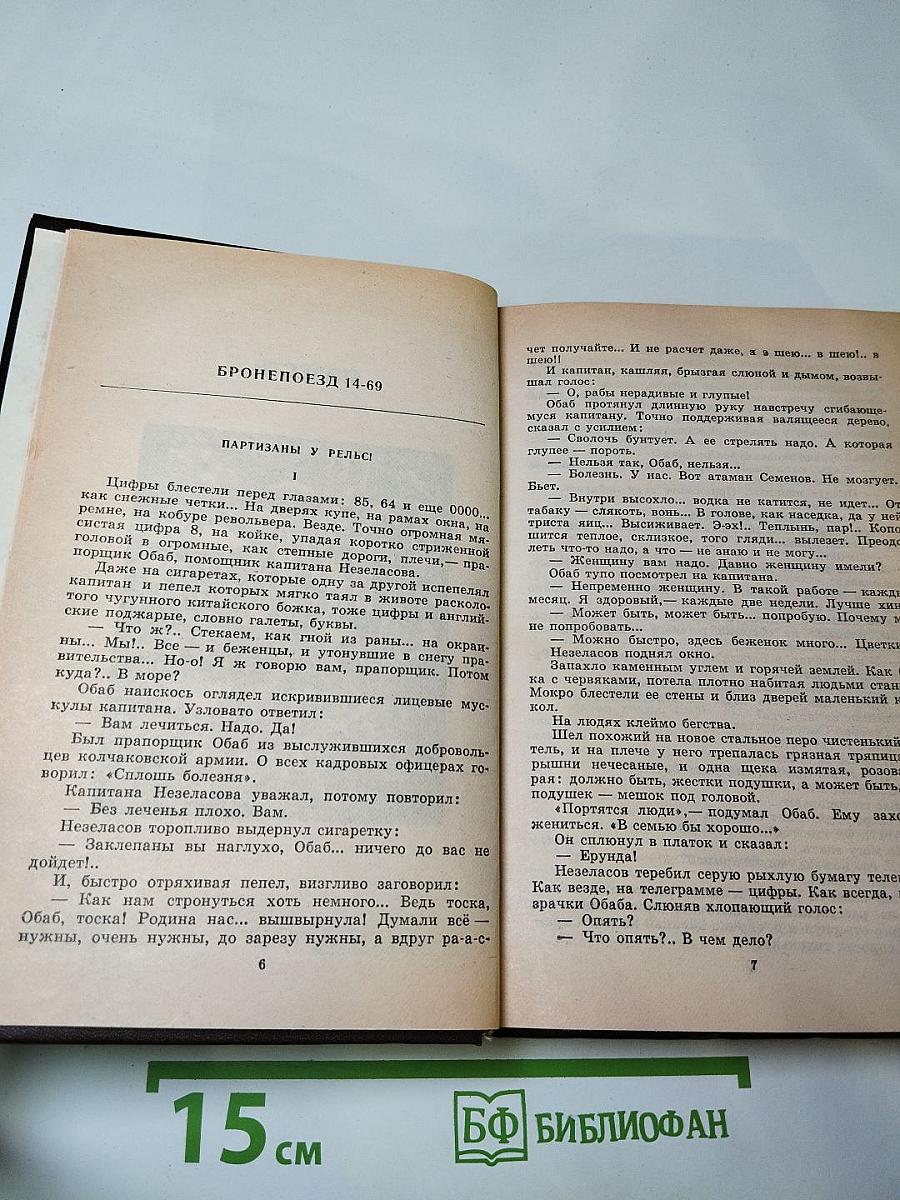 БРОНЕПОЕЗД 14-69
ПАРТИЗАНЫ У РЕЛЬС!
I
Цифры блестели перед глазами: 85, 64 и еще 0000...
как снежные четки... На дверях купе, на рамах окна, на
ремне, на кобуре револьвера. Везде. Точно огромная мя-
систая цифра 8, на койке, упадая коротко стриженной
головой в огромные, как степные дороги, плечи,— пра-
порщик Обаб, помощник капитана Незеласова.
Даже на сигаретах, которые одну за другой испепелял
капитан и пепел которых мягко таял в животе расколо-
того чугунного китайского божка, тоже цифры и англий-
ские поджарые, словно галеты, буквы.
— Что ж?.. Стекаем, как гной из раны... на окраи-
ны... Мы!.. Все — и беженцы, и утонувшие в снегу пра-
вительства... Но-о! Я ж говорю вам, прапорщик. Потом
куда?.. В море?
Обаб наискось оглядел искривившиеся лицевые мус-
кулы капитана. Узловато ответил:
— Вам лечиться. Надо. Да!
Был прапорщик Обаб из выслужившихся доброволь-
цев колчаковской армии. О всех кадровых офицерах го-
ворил: «Сплошь болезня».
Капитана Незеласова уважал, потому повторил:
— Без леченья плохо. Вам.
Незеласов торопливо выдернул сигаретку:
— Заклепаны вы наглухо, Обаб... ничего до вас не
дойдет!..
И, быстро отряхивая пепел, визгливо заговорил:
— Как нам стронуться хоть немного... Ведь тоска,
Обаб, тоска! Родина нас... вышвырнула! Думали всё —
нужны, очень нужны, до зарезу нужны, а вдруг ра-а-с-
6
чет получайте... И не расчет даже, а в шею... в шею!.. в
шею!!
И капитан, кашляя, брызгая слюной и дымом, возвы-
шал голос:
— О, рабы нерадивые и глупые!
Обаб протянул длинную руку навстречу сгибающе-
муся капитану. Точно поддерживая валящееся дерево,
сказал с усилием:
— Сволочь бунтует. А ее стрелять надо. А которая
глупее — пороть.
— Нельзя так, Обаб, нельзя...
— Болезнь. У нас. Вот атаман Семенов. Не мозгует.
Бьет.
— Внутри высохло... водка не катится, не идет... От
табаку — слякоть, вонь... В голове, как наседка, да у ней
триста яиц... Высиживает. Э-эх!.. Теплынь, пар!.. Копо
шится теплое, склизкое, того гляди... вылезет. Преодо
леть что-то надо, а что — не знаю и не могу...
— Женщину вам надо. Давно женщину имели?
Обаб тупо посмотрел на капитана.
— Непременно женщину. В такой работе — кажды
месяц. Я здоровый,— каждые две недели. Лучше хин
— Может быть, может быть... попробую. Почему м
не попробовать...
— Можно быстро, здесь беженок много... Цветки
Незеласов поднял окно.
Запахло каменным углем и горячей землей. Как
ка с червяками, потела плотно набитая людьми стан
Мокро блестели ее стены и близ дверей маленький к
кол.
На людях клеймо бегства.
Шел похожий на новое стальное перо чистенький
тель, и на плече у него трепалась грязная тряпиц
рышни нечесаные, и одна щека измятая, розова
рая: должно быть, жестки подушки, а может быть,
подушек — мешок под головой.
«Портятся люди»,— подумал Обаб. Ему захо
жениться. «В семью бы хорошо...»
Он сплюнул в платок и сказал:
— Ерунда!
Незеласов теребил серую рыхлую бумагу теле
Как везде, на телеграмме — цифры. Как всегда,
зрачки Обаба. Слюняв хлопающий голос:
— Опять?
— Что опять?.. В чем дело?
7
15 см
БФ БИБЛИОФАН